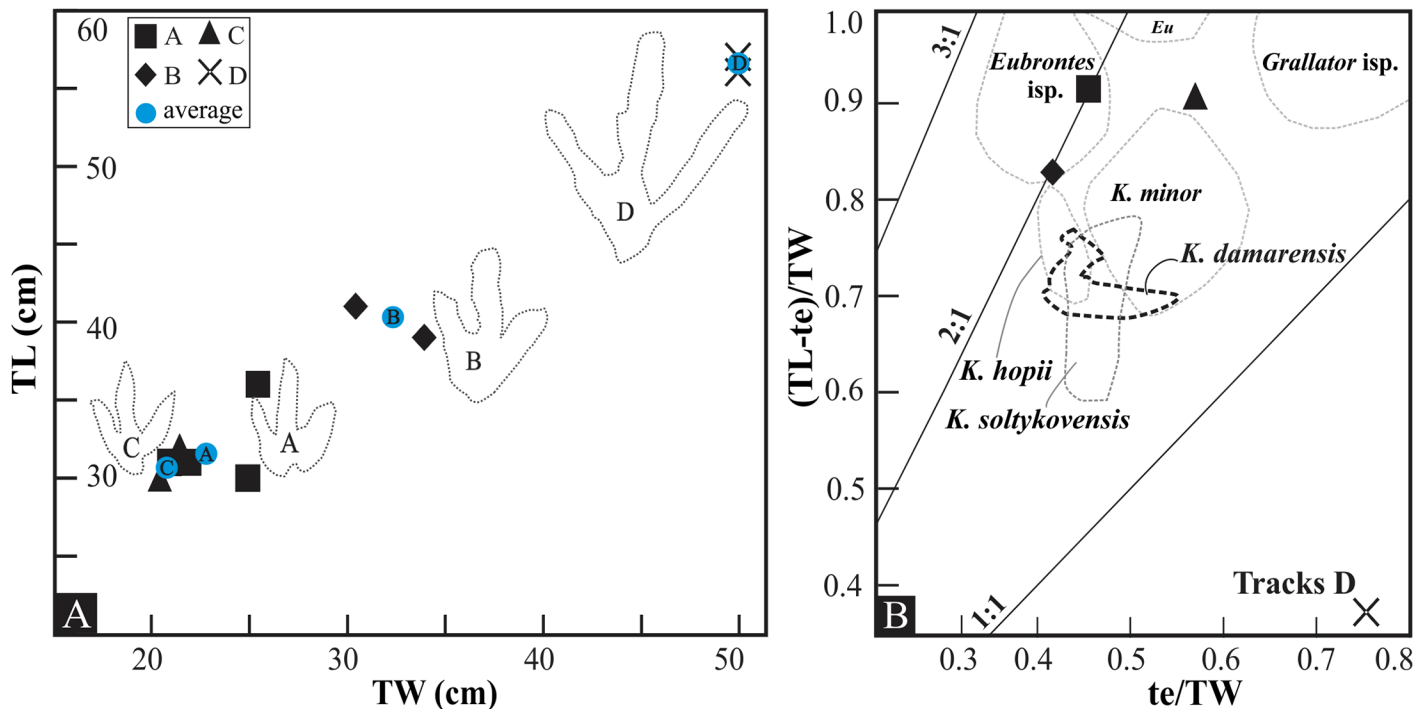 A C
B D
average
60
50
40
30
TL (cm)
D
D
B
B
C
A
C
A
A
20 30 40 50
TW (cm)
1.0
0.9
0.8
0.7
0.6
0.5
0.4
(TL-te)/TW
3:1
Eu
Eubrontes
isp.
Grallator isp.
K. minor
K. damarensis
2:1
K. hopii
K. soltykovensis
Tracks D
1:1
B
0.3 0.4 0.5 0.6 0.7 0.8
te/TW